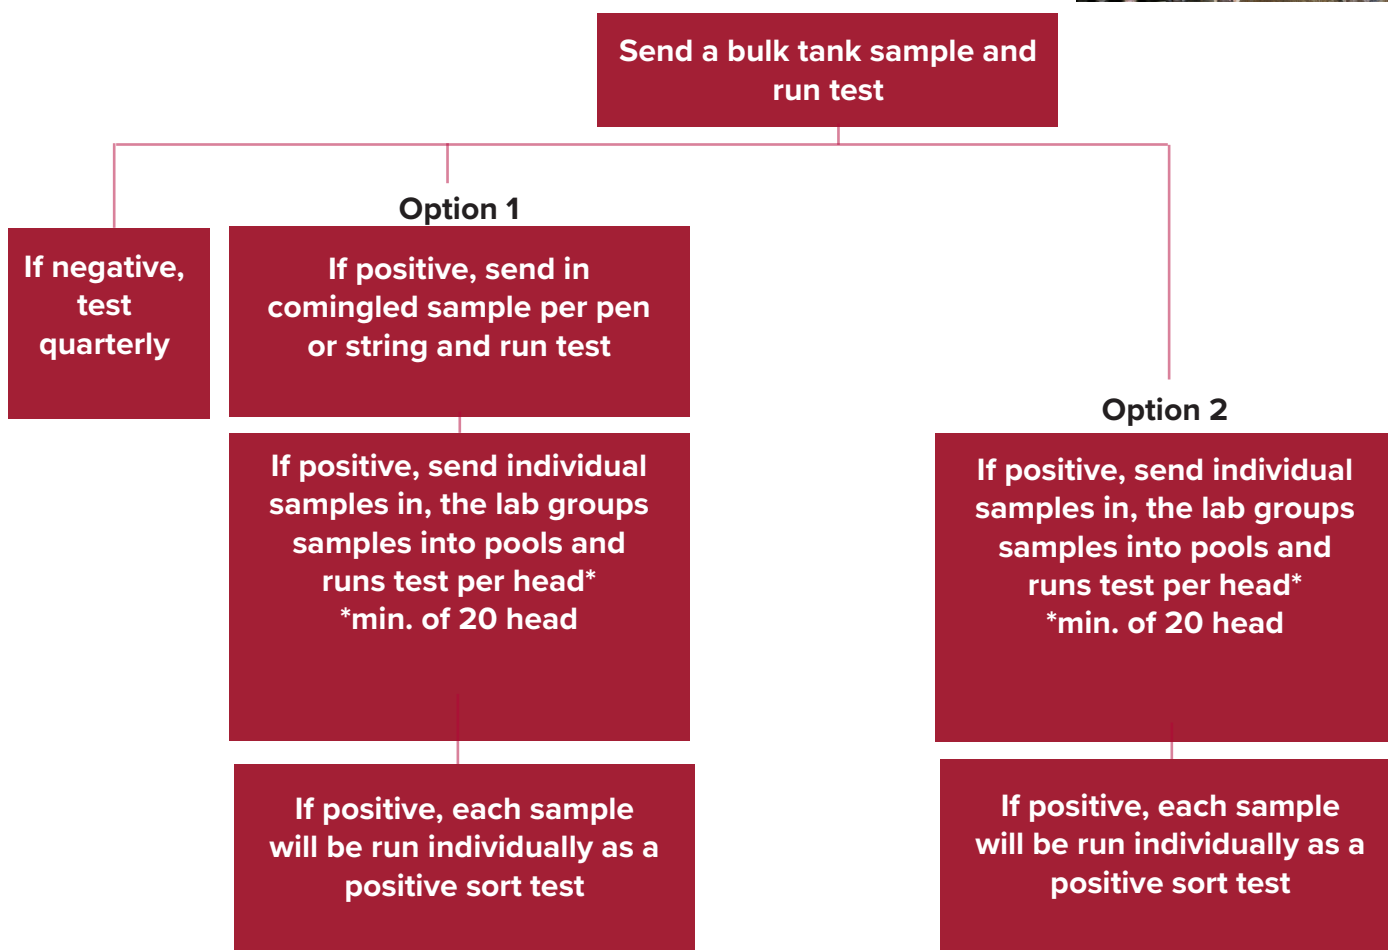 Send a bulk tank sample and
run test
If negative,
test
quarterly
Option 1
If positive, send in
comingled sample per pen
or string and run test
If positive, send individual
samples in, the lab groups
samples into pools and
runs test per head*
*min. of 20 head
If positive, each sample
will be run individually as a
positive sort test
Option 2
If positive, send individual
samples in, the lab groups
samples into pools and
runs test per head*
*min. of 20 head
If positive, each sample
will be run individually as a
positive sort test